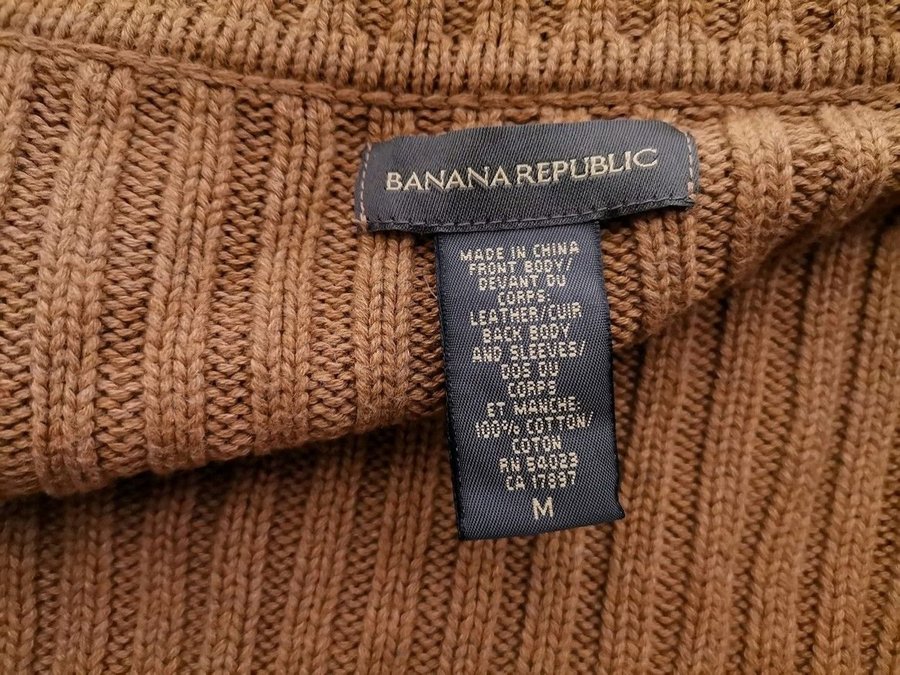 BANANA REPUBLIC
MADE IN CHINA
FRONT BODY/
DEVANT DU
CORPS:
LEATHER/CUIR
BACK BODY
AND SLEEVES/
DOS DU
CORPS
ET MANCHE:
100% COTTON/
COTON
RN 54023
CA 17897
M